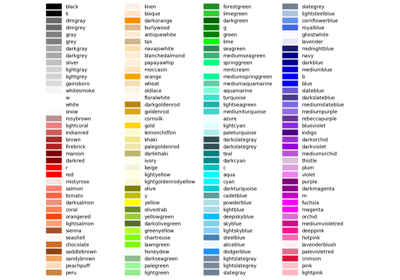 black
k
dimgray
dimgrey
gray
grey
darkgray
darkgrey
silver
lightgray
lightgrey
gainsboro
whitesmoke
w
white
snow
rosybrown
lightcoral
indianred
brown
firebrick
maroon
darkred
r
red
mistyrose
salmon
tomato
darksalmon
coral
orangered
lightsalmon
sienna
seashell
chocolate
saddlebrown
sandybrown
peachpuff
peru
linen
bisque
darkorange
burlywood
antiquewhite
tan
navajowhite
blanchedalmond
papayawhip
moccasin
orange
wheat
oldlace
floralwhite
darkgoldenrod
goldenrod
cornsilk
gold
lemonchiffon
khaki
palegoldenrod
darkkhaki
ivory
beige
lightyellow
lightgoldenrodyellow
olive
y
yellow
olivedrab
yellowgreen
darkolivegreen
greenyellow
chartreuse
lawngreen
honeydew
darkseagreen
palegreen
lightgreen
forestgreen
limegreen
darkgreen
g
green
lime
seagreen
mediumseagreen
springgreen
mintcream
mediumspringgreen
mediumaquamarine
aquamarine
turquoise
lightseagreen
mediumturquoise
azure
lightcyan
paleturquoise
darkslategray
darkslategrey
teal
darkcyan
c
aqua
cyan
darkturquoise
cadetblue
powderblue
lightblue
deepskyblue
skyblue
lightskyblue
steelblue
aliceblue
dodgerblue
lightslategray
lightslategrey
slategray
slategrey
lightsteelblue
cornflowerblue
royalblue
ghostwhite
lavender
midnightblue
navy
darkblue
mediumblue
b
blue
slateblue
darkslateblue
mediumslateblue
mediumpurple
rebeccapurple
blueviolet
indigo
darkorchid
darkviolet
mediumorchid
thistle
plum
violet
purple
darkmagenta
m
fuchsia
magenta
orchid
mediumvioletred
deeppink
hotpink
lavenderblush
palevioletred
crimson
pink
lightpink